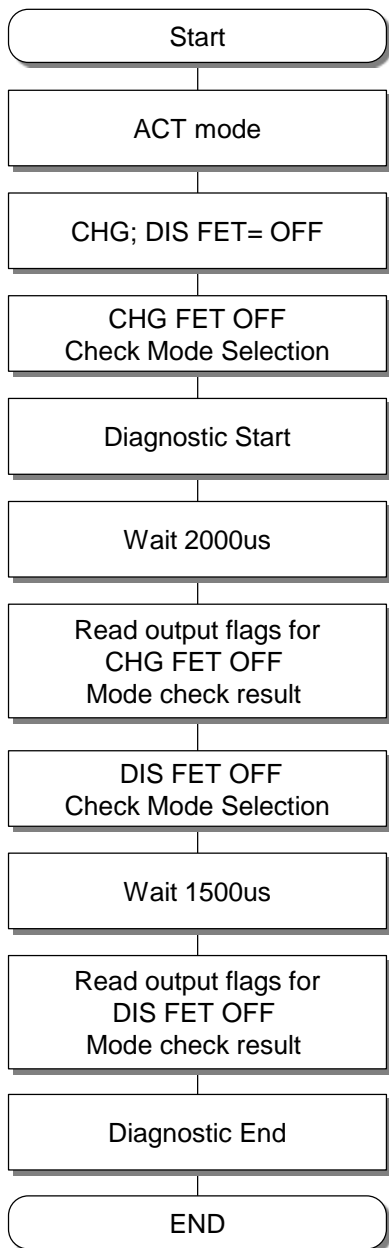 Start
ACT mode
CHG; DIS FET= OFF
CHG FET OFF
Check Mode Selection
Diagnostic Start
Wait 2000us
Read output flags for
CHG FET OFF
Mode check result
DIS FET OFF
Check Mode Selection
Wait 1500us
Read output flags for
DIS FET OFF
Mode check result
Diagnostic End
END